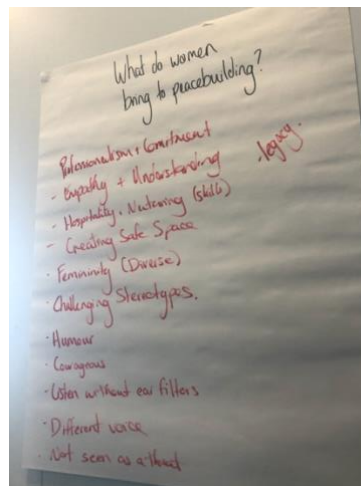 What do women
bring to peacebuilding?
Professionalism + Commitment
- Empathy + Understanding
· legacy.
- Hospitality, Nurturing (skills)
- Creating Safe Space
· Femininity (Diverse)
· Challenging Stereotypes.
· Humour
· Courageous
· Listen without ear filters
· Different voice
· Not seen as a threat